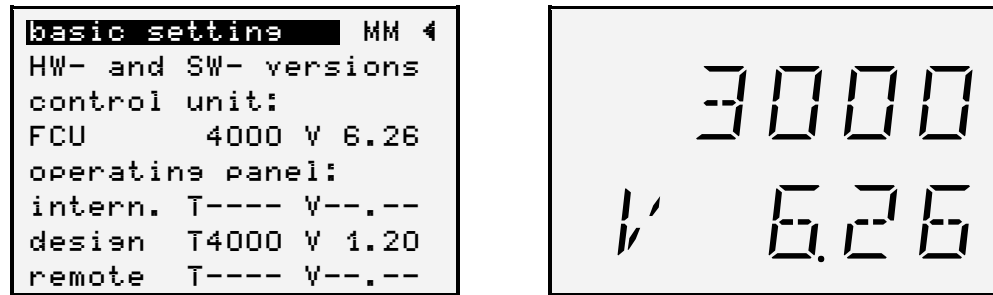 basic setting MM
HW- and SW- versions
control unit:
FCU 4000 V 6.26
operating panel:
intern. T---- V--.--
design T4000 V 1.20
remote T---- V--.--
3000
V 6.26